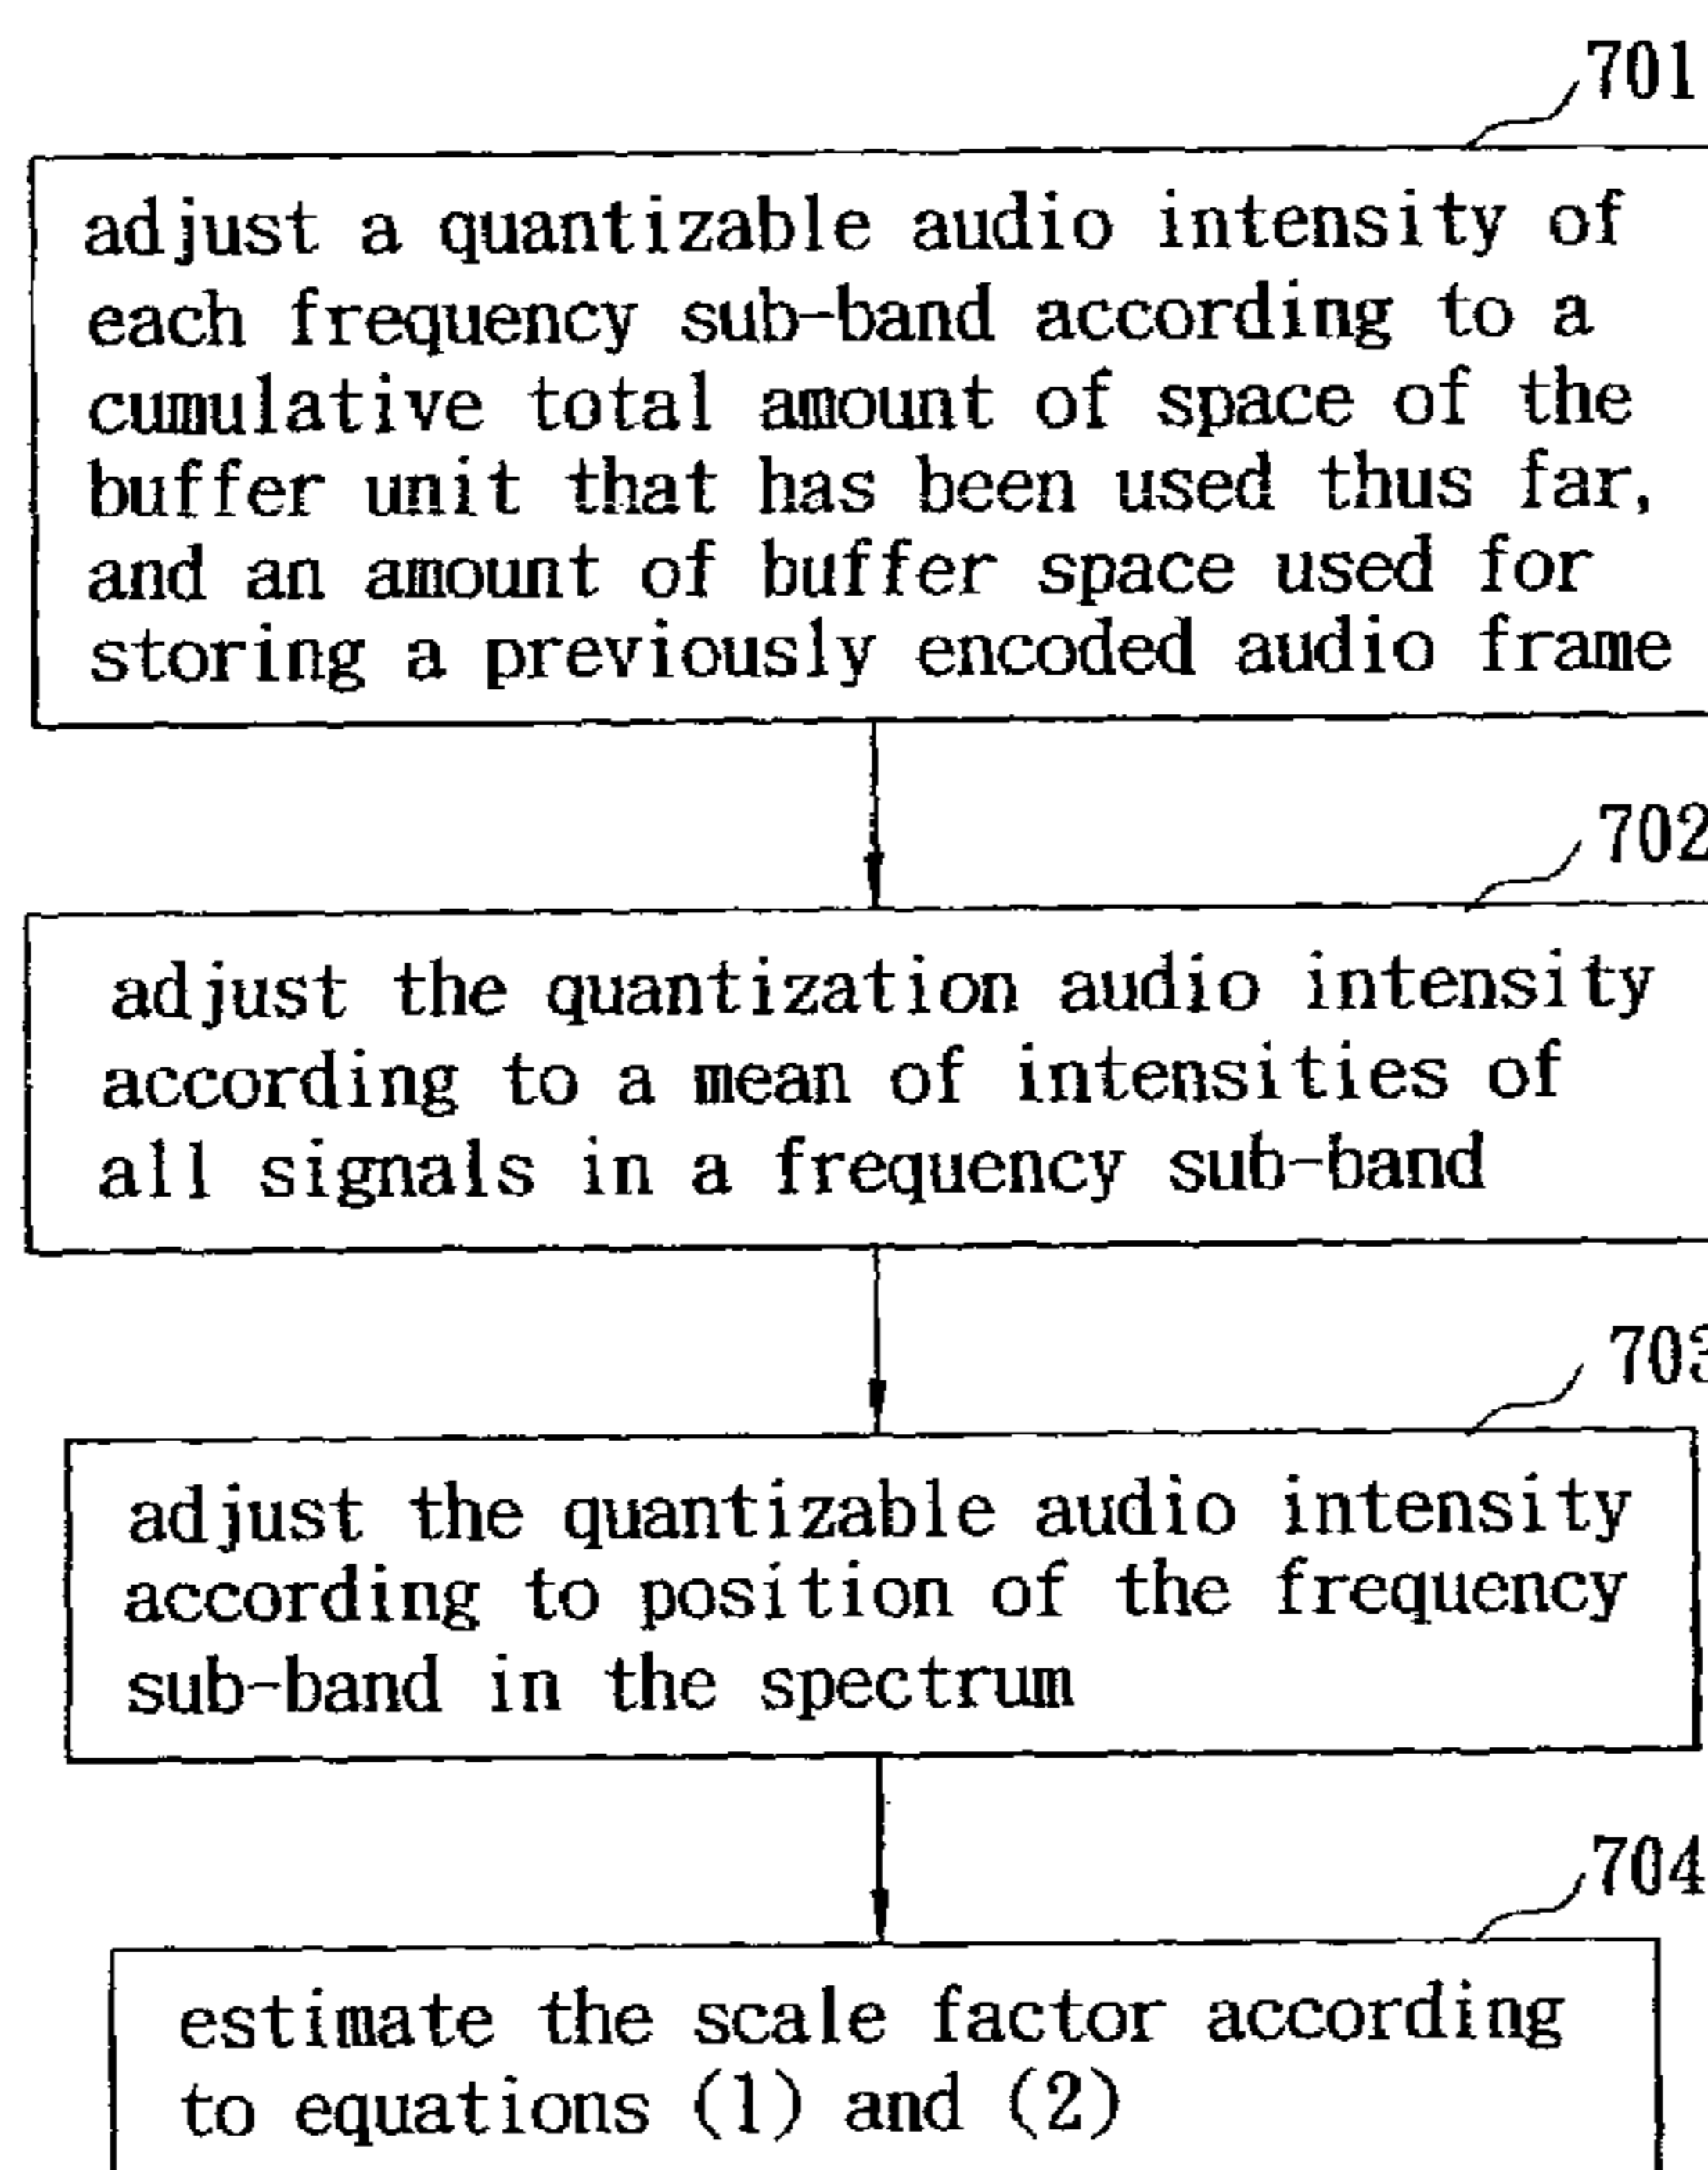 701
adjust a quantizable audio intensity of
each frequency sub-band according to a
cumulative total amount of space of the
buffer unit that has been used thus far,
and an amount of buffer space used for
storing a previously encoded audio frame
702
adjust the quantization audio intensity
according to a mean of intensities of
all signals in a frequency sub-band
703
adjust the quantizable audio intensity
according to position of the frequency
sub-band in the spectrum
704
estimate the scale factor according
to equations (1) and (2)